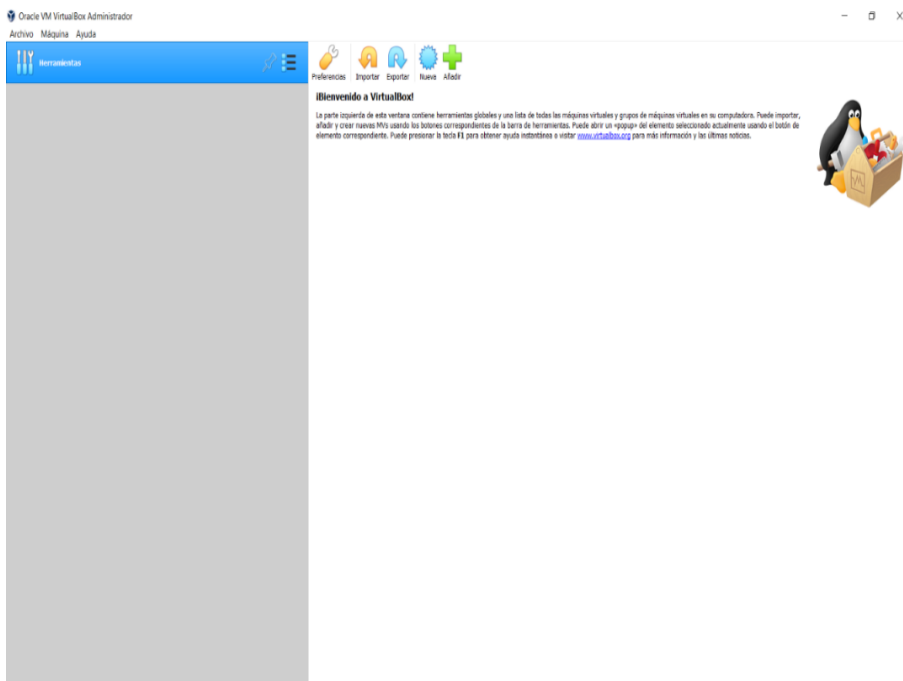 Oracle VM VirtualBox Administrador
Archivo Máquina Ayuda
Herramientas
Preferencias Importar Exportar Nueva Añadir
¡Bienvenido a VirtualBox!
La parte izquierda de esta ventana contiene herramientas globales y una lista de todas las máquinas virtuales y grupos de máquinas virtuales en su computadora. Puede importar,
añadir y crear nuevas MVs usando los botones correspondientes de la barra de herramientas. Puede abrir un «popup» del elemento seleccionado actualmente usando el botón de
elemento correspondiente. Puede presionar la tecla F1 para obtener ayuda instantánea o visitar www.virtualbox.org para más información y las últimas noticias.